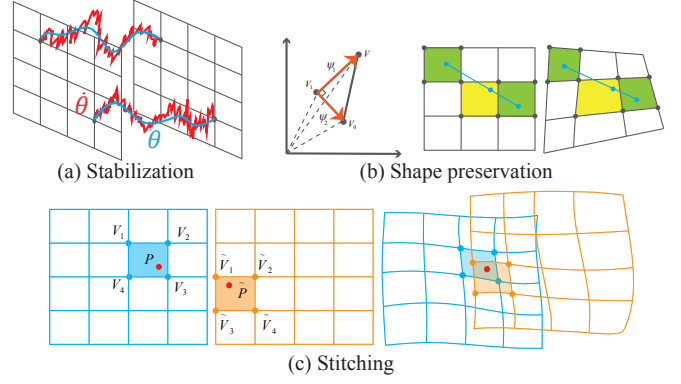 θ̇
θ
(a) Stabilization
V
ψ₁
V₁
ψ₂
V₀
(b) Shape preservation
V₁ V₂
P
V₄ V₃
Ṽ₁ Ṽ₂
P̃
Ṽ₃ Ṽ₄
(c) Stitching